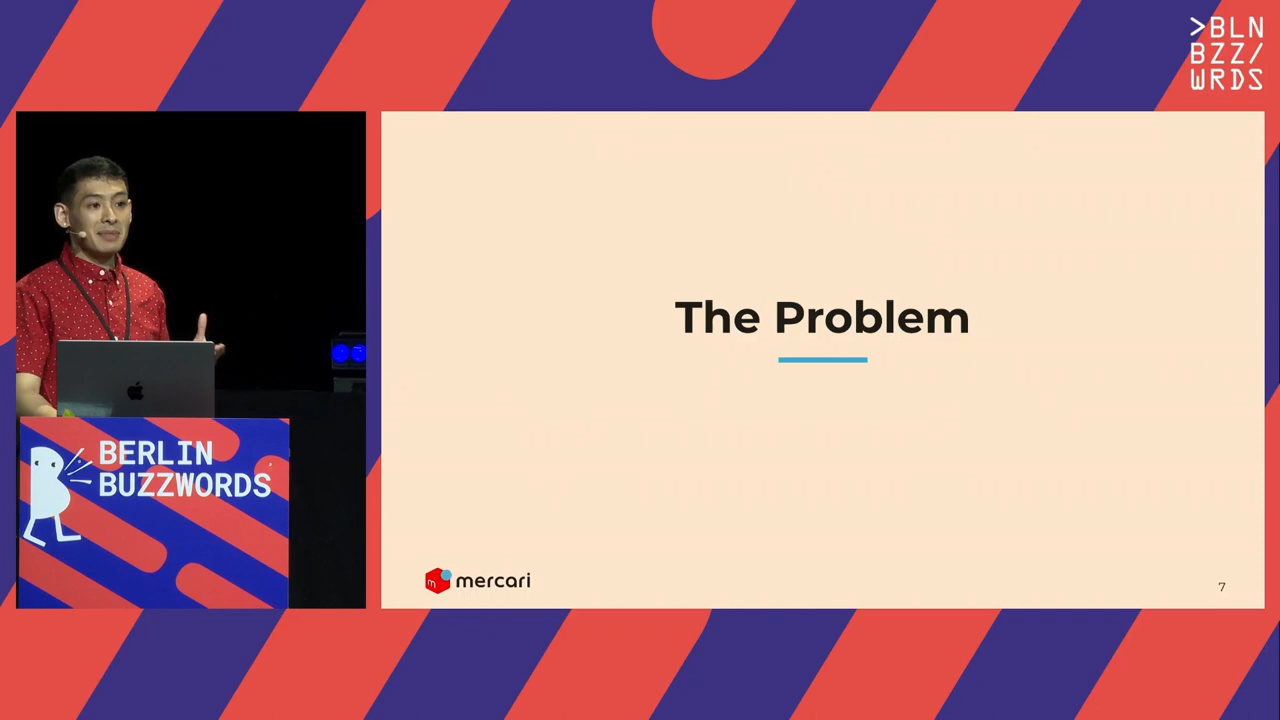 >BLN
BZZ/
WRDS
The Problem
BERLIN
BUZZWORDS
mercari
7